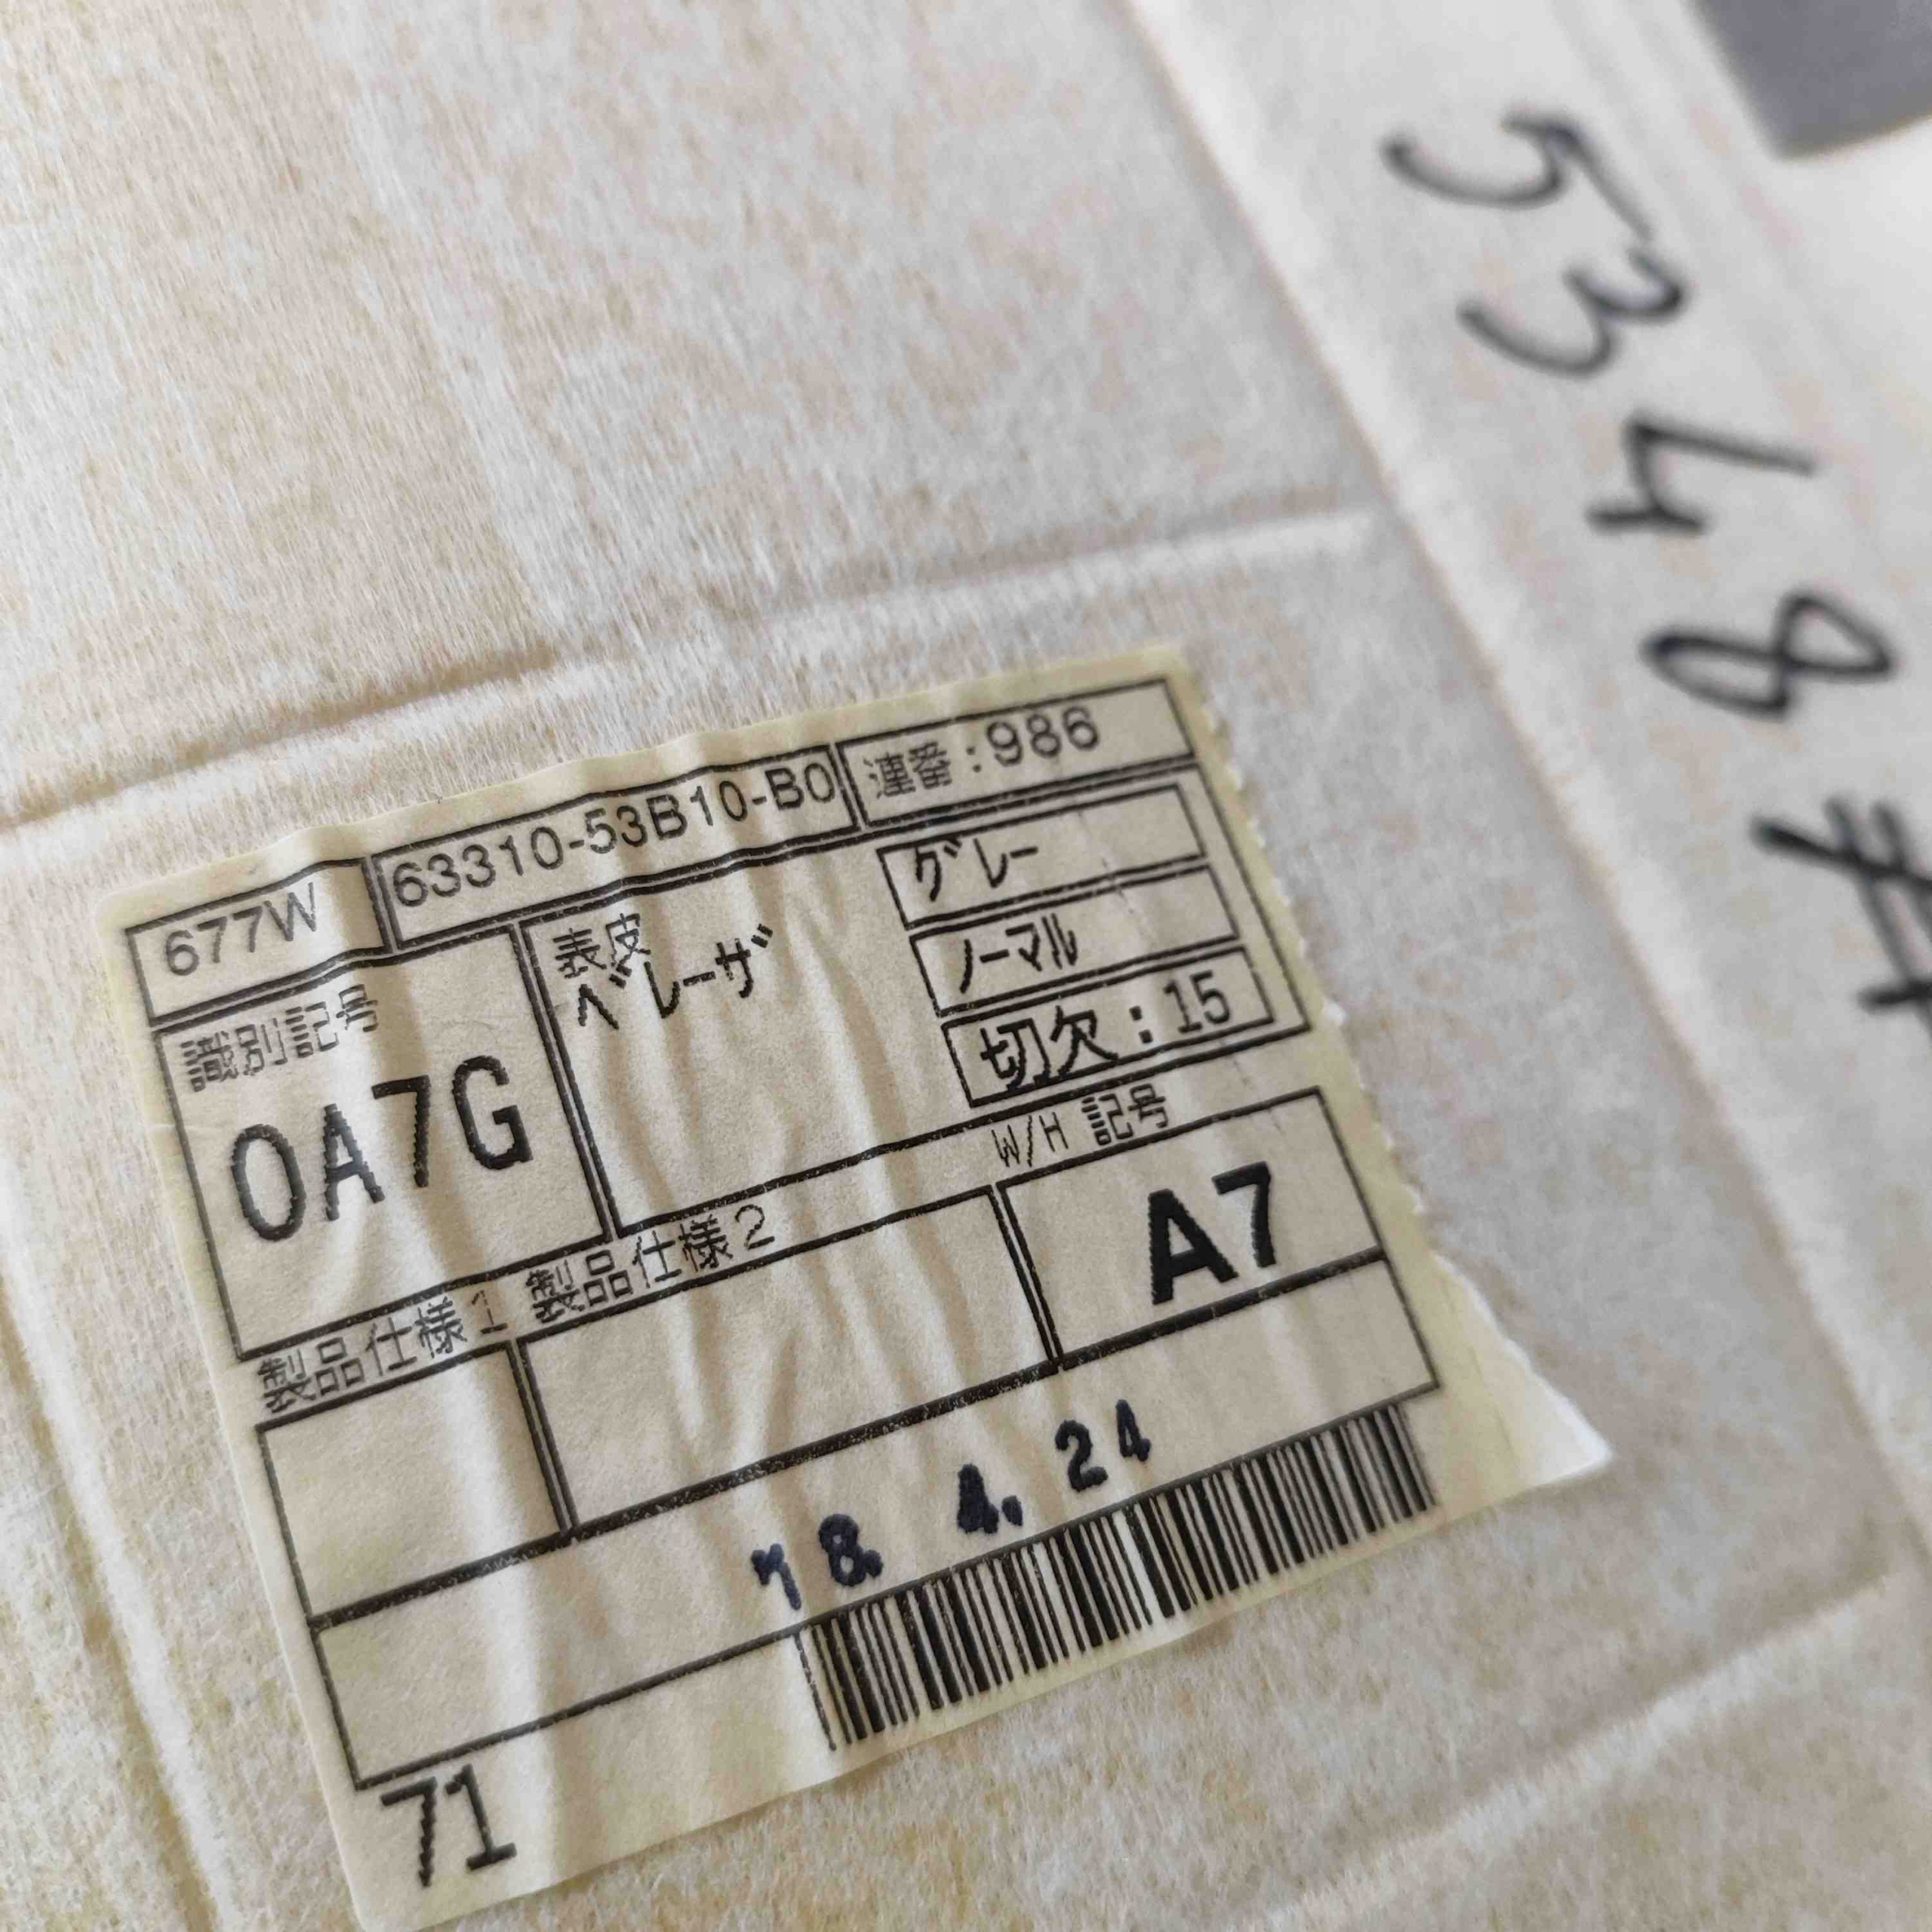 5348#
677W 63310-53B10-B0 連番:986
識別記号 表皮 グレー
ベレーザ ノーマル
0A7G 切欠:15
製品仕様1 製品仕様2 W/H 記号
A7
18. 4. 24
71